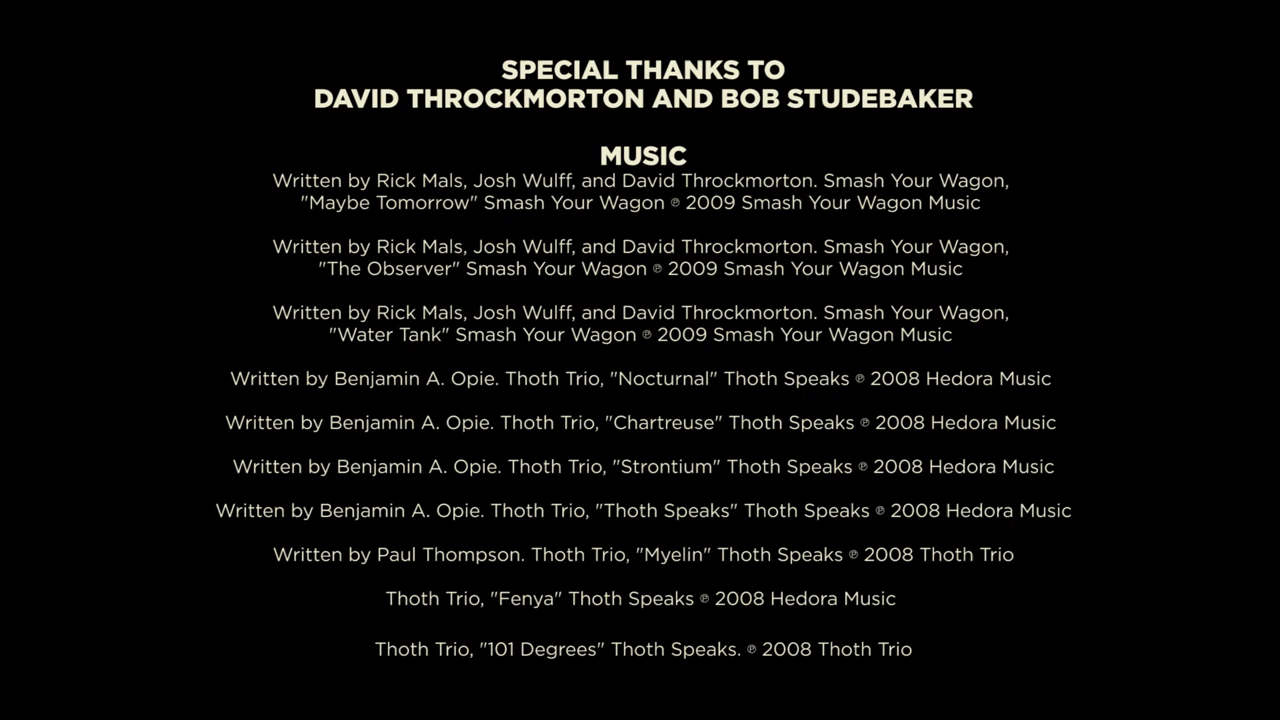 SPECIAL THANKS TO
DAVID THROCKMORTON AND BOB STUDEBAKER
MUSIC
Written by Rick Mals, Josh Wulff, and David Throckmorton. Smash Your Wagon,
"Maybe Tomorrow" Smash Your Wagon ℗ 2009 Smash Your Wagon Music
Written by Rick Mals, Josh Wulff, and David Throckmorton. Smash Your Wagon,
"The Observer" Smash Your Wagon ℗ 2009 Smash Your Wagon Music
Written by Rick Mals, Josh Wulff, and David Throckmorton. Smash Your Wagon,
"Water Tank" Smash Your Wagon ℗ 2009 Smash Your Wagon Music
Written by Benjamin A. Opie. Thoth Trio, "Nocturnal" Thoth Speaks ℗ 2008 Hedora Music
Written by Benjamin A. Opie. Thoth Trio, "Chartreuse" Thoth Speaks ℗ 2008 Hedora Music
Written by Benjamin A. Opie. Thoth Trio, "Strontium" Thoth Speaks ℗ 2008 Hedora Music
Written by Benjamin A. Opie. Thoth Trio, "Thoth Speaks" Thoth Speaks ℗ 2008 Hedora Music
Written by Paul Thompson. Thoth Trio, "Myelin" Thoth Speaks ℗ 2008 Thoth Trio
Thoth Trio, "Fenya" Thoth Speaks ℗ 2008 Hedora Music
Thoth Trio, "101 Degrees" Thoth Speaks. ℗ 2008 Thoth Trio